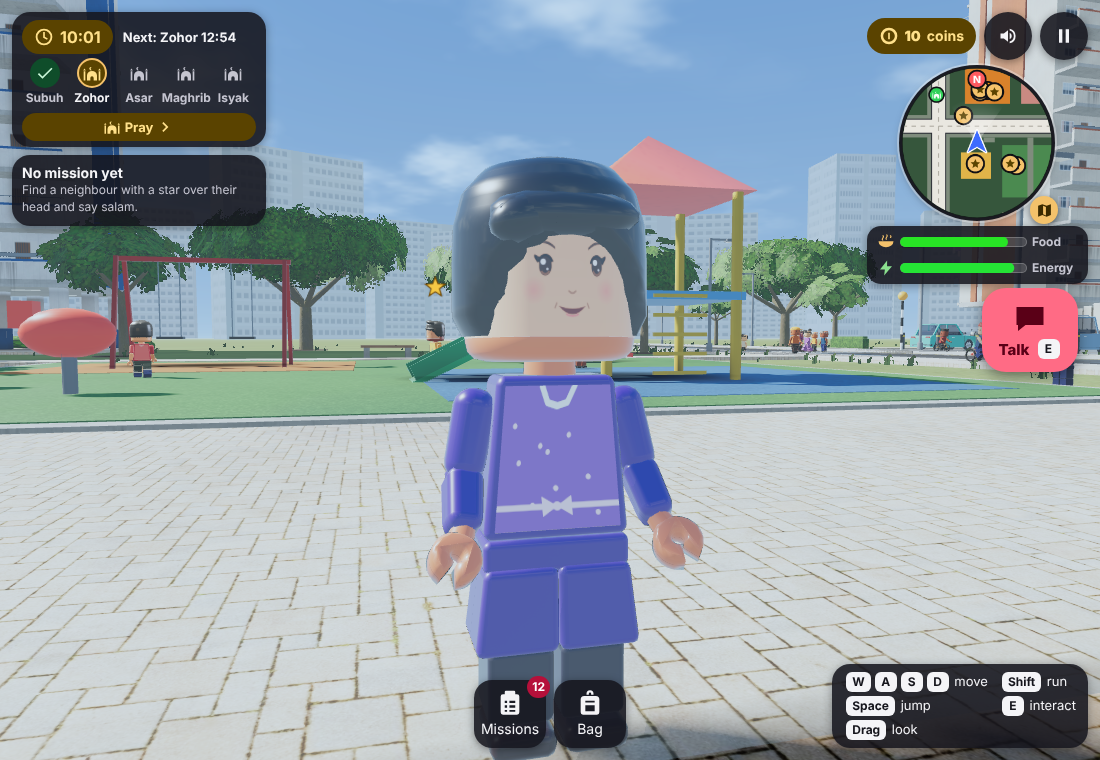 10:01
Next: Zohor 12:54
Subuh
Zohor
Asar
Maghrib
Isyak
Pray
No mission yet
Find a neighbour with a star over their
head and say salam.
10 coins
N
Food
Energy
Talk E
12
Missions
Bag
W A S D move Shift run
Space jump E interact
Drag look